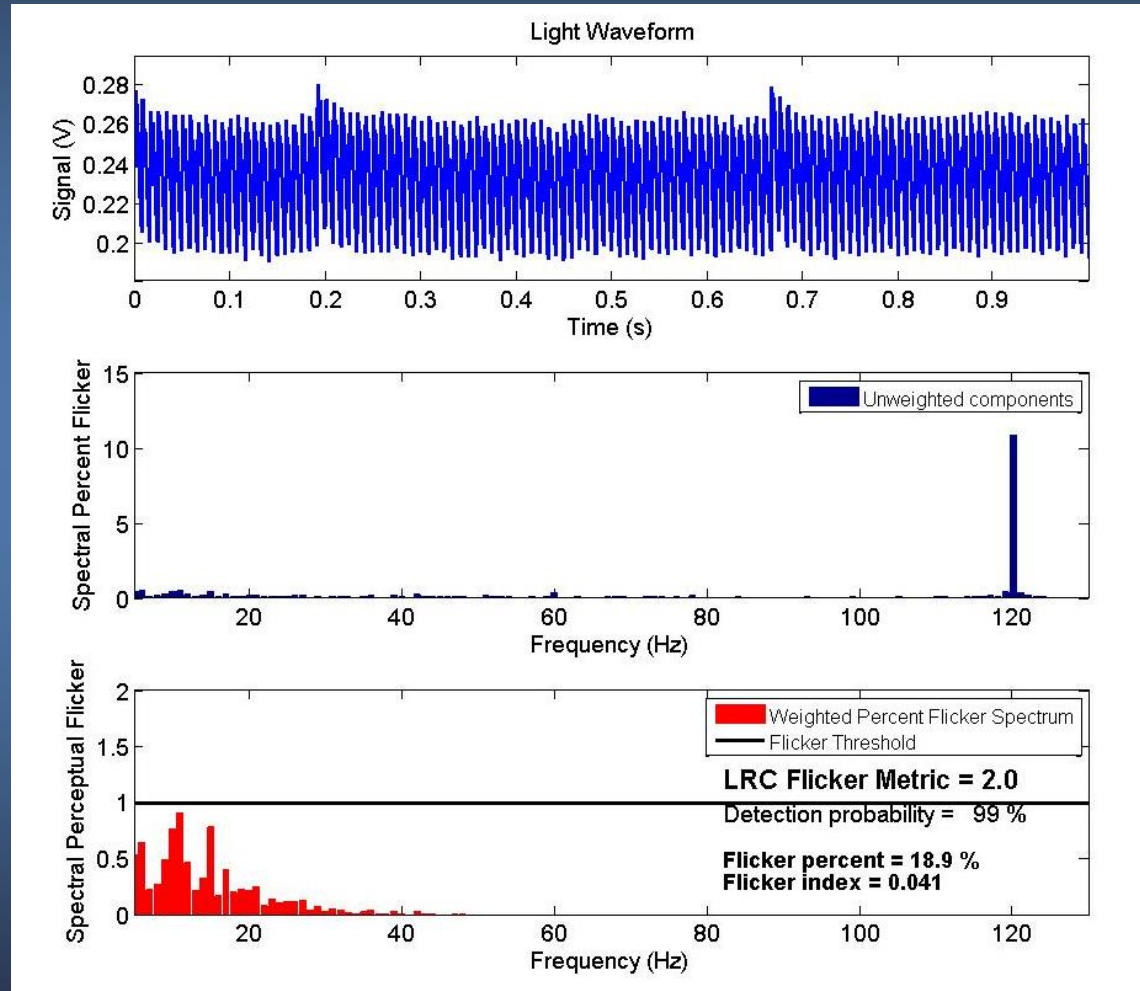 Light Waveform
Signal (V)
0.28
0.26
0.24
0.22
0.2
0 0.1 0.2 0.3 0.4 0.5 0.6 0.7 0.8 0.9
Time (s)
Spectral Percent Flicker
15
10
5
0
Unweighted components
20 40 60 80 100 120
Frequency (Hz)
Spectral Perceptual Flicker
2
1.5
1
0.5
0
Weighted Percent Flicker Spectrum
Flicker Threshold
LRC Flicker Metric = 2.0
Detection probability = 99 %
Flicker percent = 18.9 %
Flicker index = 0.041
20 40 60 80 100 120
Frequency (Hz)